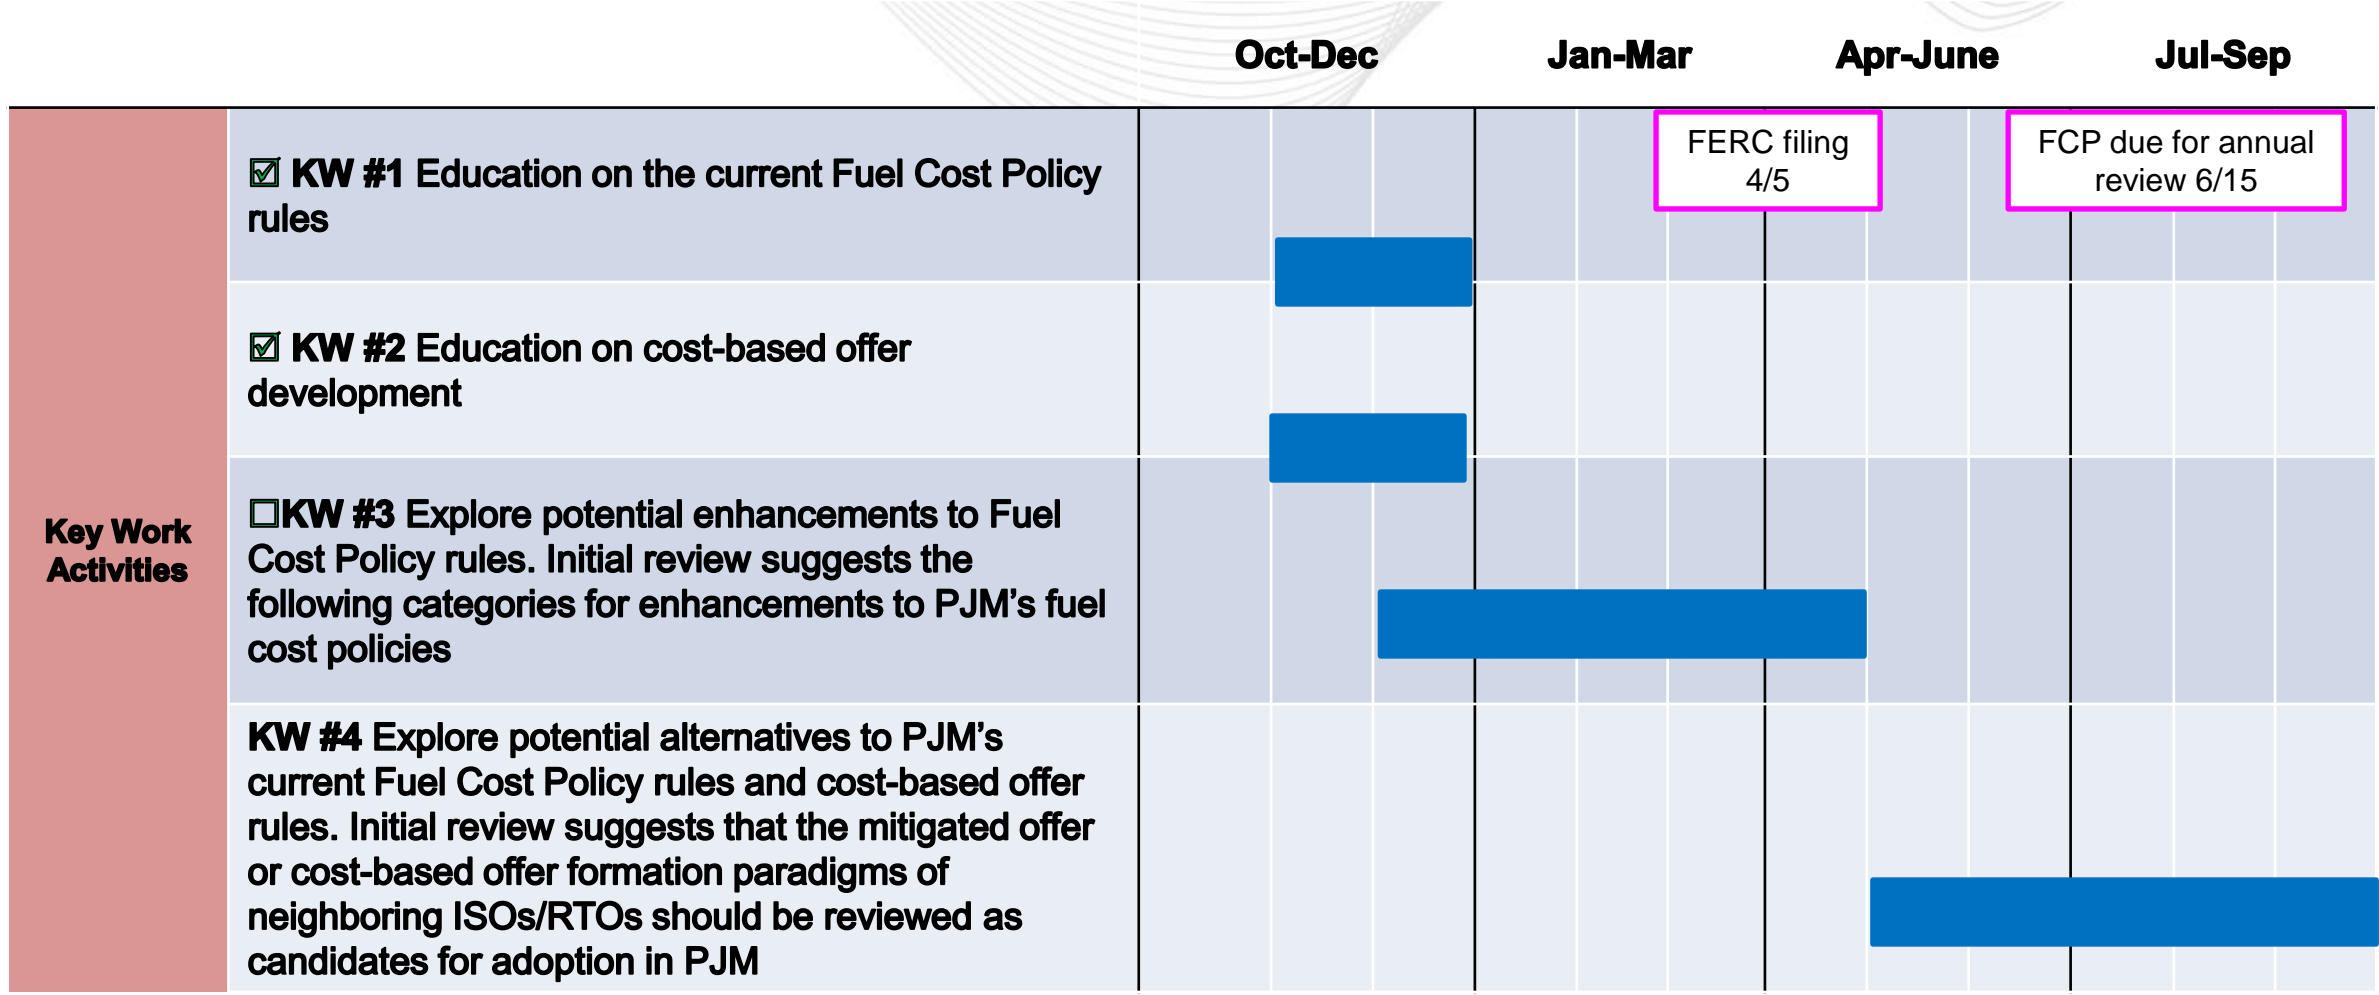 Oct-Dec Jan-Mar Apr-June Jul-Sep
FERC filing
4/5
FCP due for annual
review 6/15
Key Work
Activities
☑ KW #1 Education on the current Fuel Cost Policy
rules
☑ KW #2 Education on cost-based offer
development
☐KW #3 Explore potential enhancements to Fuel
Cost Policy rules. Initial review suggests the
following categories for enhancements to PJM’s fuel
cost policies
KW #4 Explore potential alternatives to PJM’s
current Fuel Cost Policy rules and cost-based offer
rules. Initial review suggests that the mitigated offer
or cost-based offer formation paradigms of
neighboring ISOs/RTOs should be reviewed as
candidates for adoption in PJM